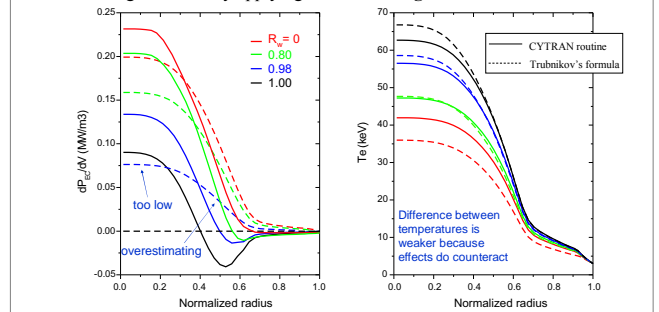 0.25
0.20
0.15
0.10
0.05
0.00
-0.05
dP_EC/dV (MW/m3)
R_w= 0
0.80
0.98
1.00
too low
overestimating
0.0 0.2 0.4 0.6 0.8 1.0
Normalized radius
70
60
50
40
30
20
10
0
Te (keV)
CYTRAN routine
Trubnikov's formula
Difference between
temperatures is
weaker because
effects do counteract
0.0 0.2 0.4 0.6 0.8 1.0
Normalized radius